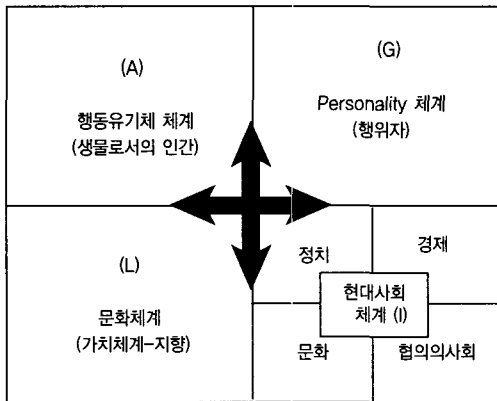 (A)
행동유기체 체계
(생물로서의 인간)
(G)
Personality 체계
(행위자)
(L)
문화체계
(가치체계-지향)
정치
경제
현대사회
체계 (I)
문화
협의의사회